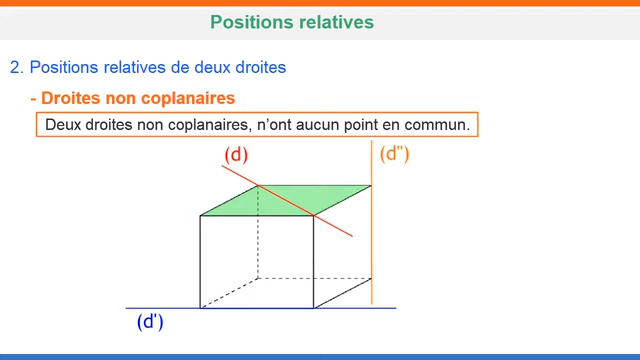 Positions relatives
2. Positions relatives de deux droites
- Droites non coplanaires
Deux droites non coplanaires, n'ont aucun point en commun.
(d)
(d'')
(d')